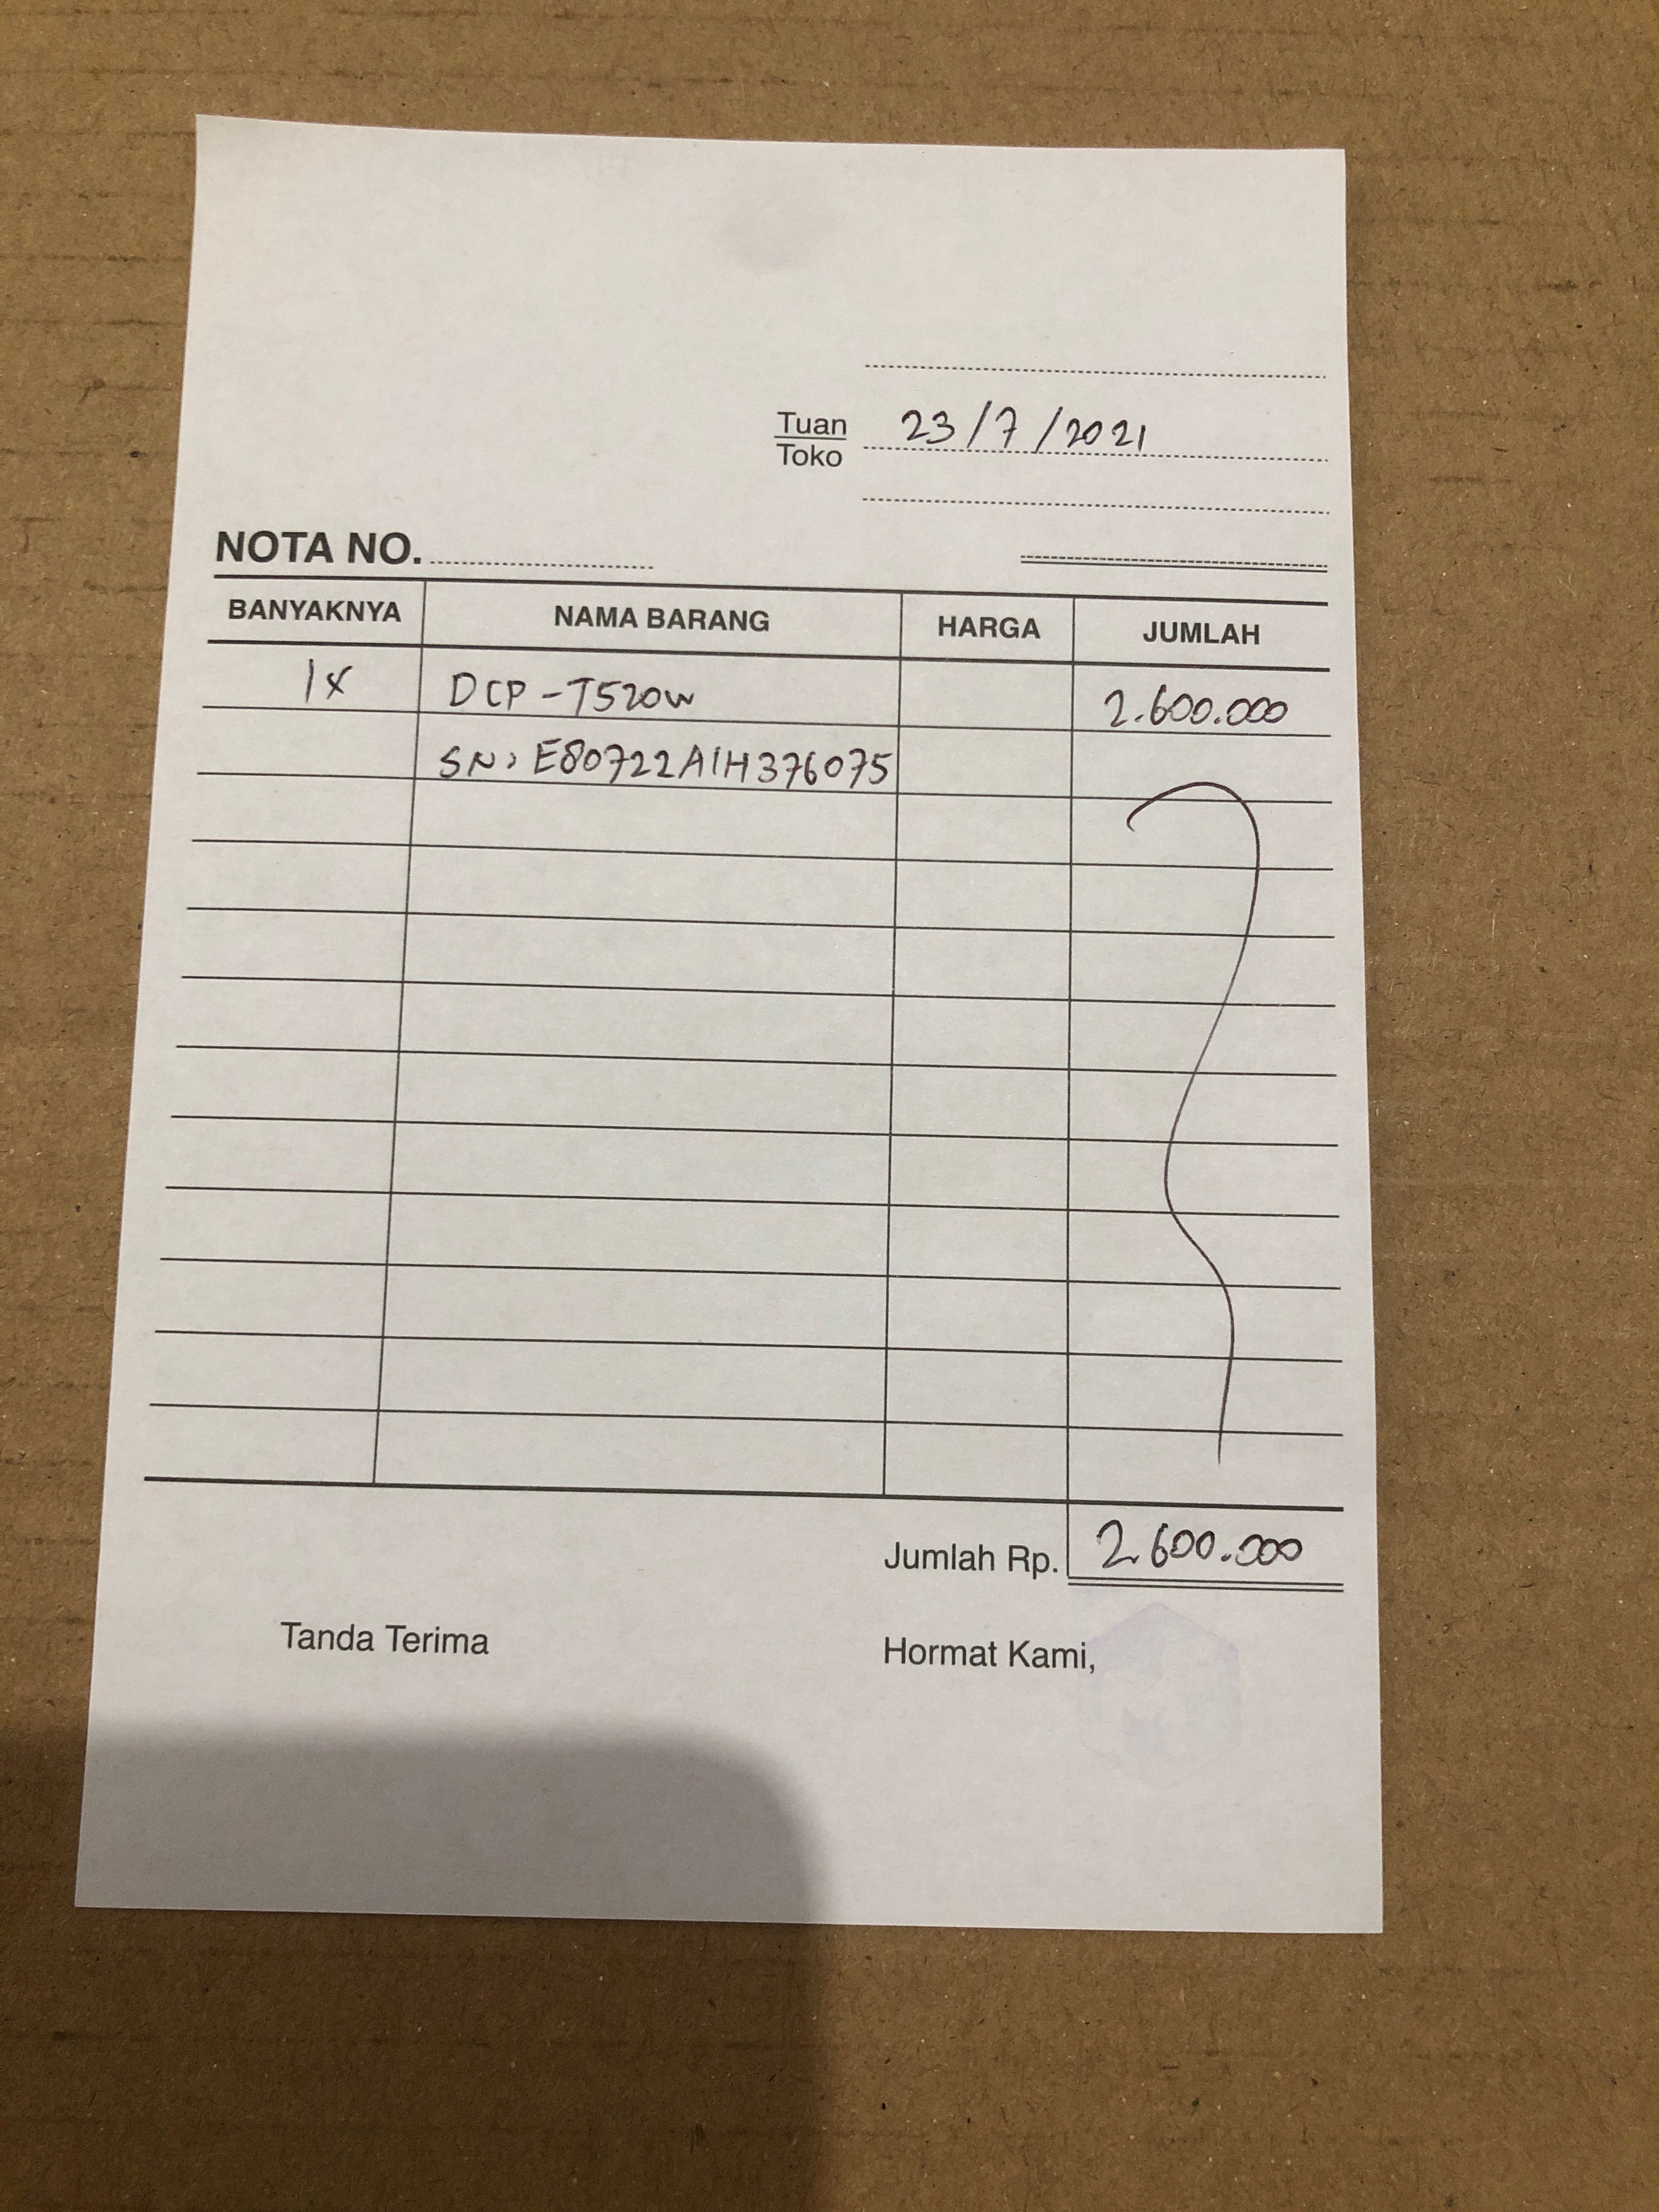 Tuan
Toko
23/7/2021
NOTA NO.
BANYAKNYA NAMA BARANG HARGA JUMLAH
1x DCP-T520W 2.600.000
SN: E80722A1H376075
Jumlah Rp. 2.600.000
Tanda Terima Hormat Kami,